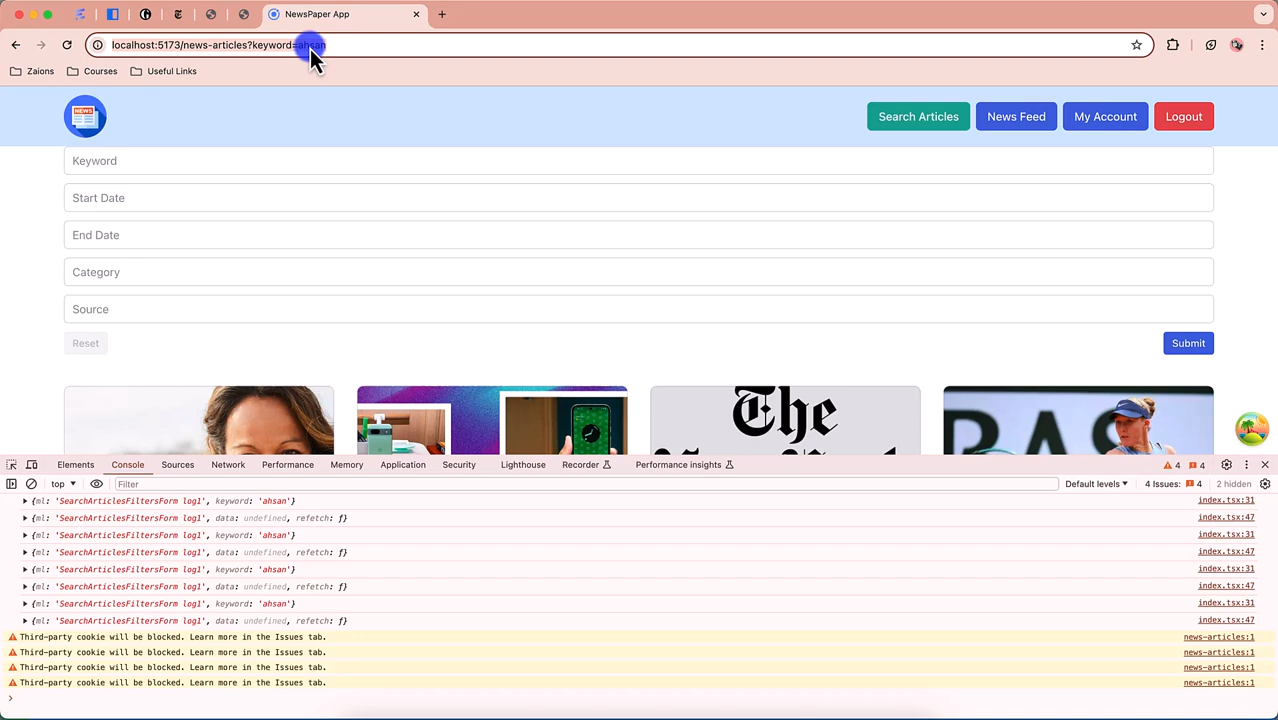 NewsPaper App
localhost:5173/news-articles?keyword=ahsan
Zaions
Courses
Useful Links
NEWS
Search Articles
News Feed
My Account
Logout
Keyword
Start Date
End Date
Category
Source
Reset
Submit
The
Elements
Console
Sources
Network
Performance
Memory
Application
Security
Lighthouse
Recorder
Performance insights
4
4
top
Filter
Default levels
4 Issues:
4
2 hidden
{ml: 'SearchArticlesFiltersForm log1', keyword: 'ahsan'}
index.tsx:31
{ml: 'SearchArticlesFiltersForm log1', data: undefined, refetch: ƒ}
index.tsx:47
{ml: 'SearchArticlesFiltersForm log1', keyword: 'ahsan'}
index.tsx:31
{ml: 'SearchArticlesFiltersForm log1', data: undefined, refetch: ƒ}
index.tsx:47
{ml: 'SearchArticlesFiltersForm log1', keyword: 'ahsan'}
index.tsx:31
{ml: 'SearchArticlesFiltersForm log1', data: undefined, refetch: ƒ}
index.tsx:47
{ml: 'SearchArticlesFiltersForm log1', keyword: 'ahsan'}
index.tsx:31
{ml: 'SearchArticlesFiltersForm log1', data: undefined, refetch: ƒ}
index.tsx:47
Third-party cookie will be blocked. Learn more in the Issues tab.
news-articles:1
Third-party cookie will be blocked. Learn more in the Issues tab.
news-articles:1
Third-party cookie will be blocked. Learn more in the Issues tab.
news-articles:1
Third-party cookie will be blocked. Learn more in the Issues tab.
news-articles:1